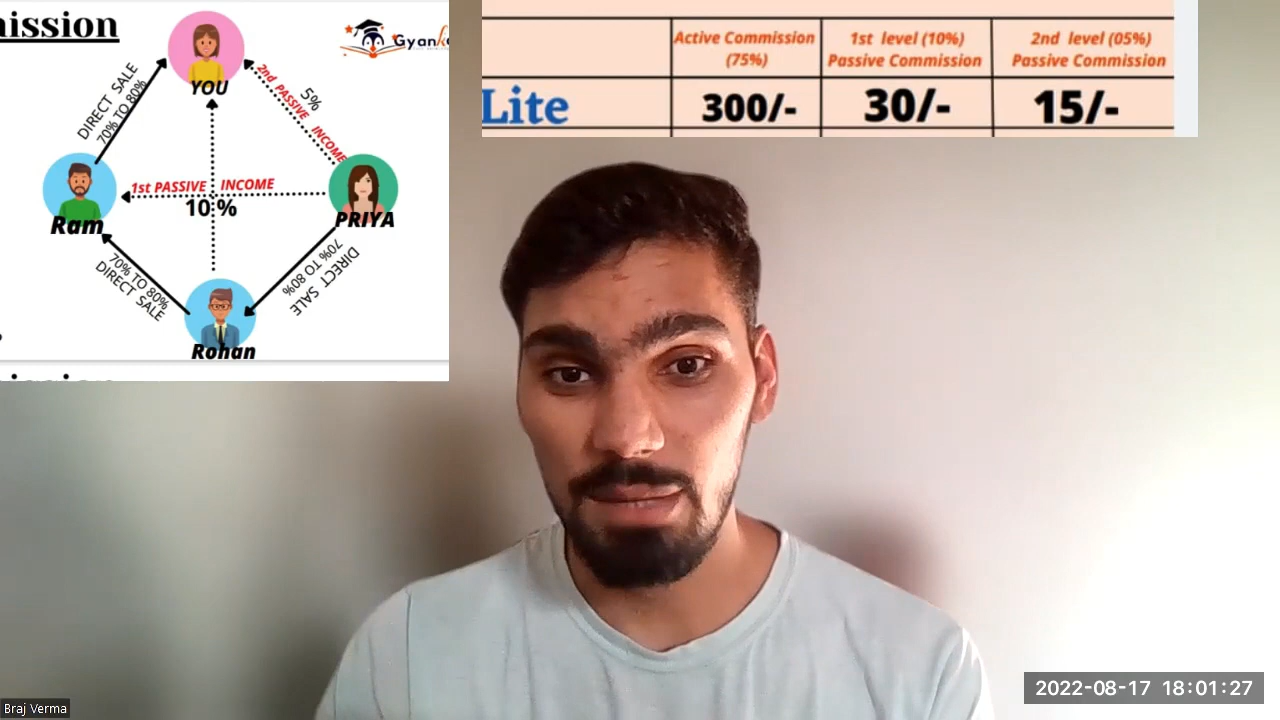 mission
Gyank
YOU
DIRECT SALE
70% TO 80%
2nd PASSIVE INCOME
5%
1st PASSIVE INCOME
10%
Ram
PRIYA
70% TO 80%
DIRECT SALE
70% TO 80%
DIRECT SALE
Rohan
Active Commission
(75%)
1st level (10%)
Passive Commission
2nd level (05%)
Passive Commission
Lite
300/-
30/-
15/-
Braj Verma
2022-08-17 18:01:27